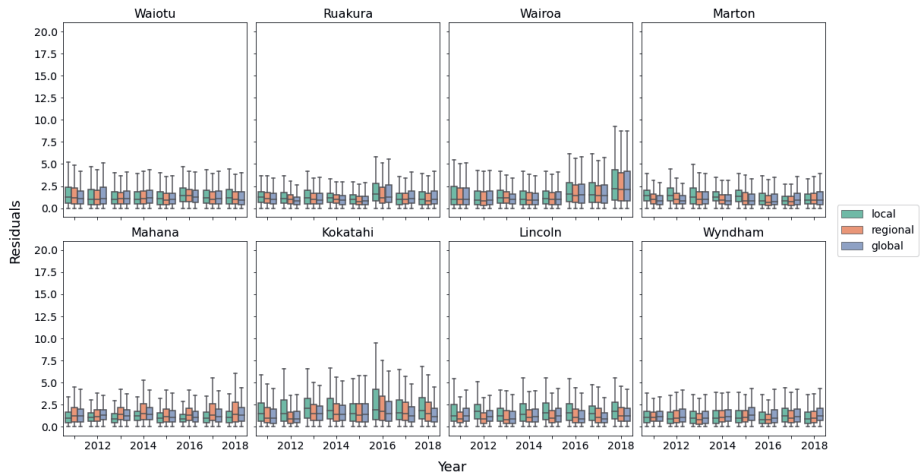 Waiotu Ruakura Wairoa Marton
20.0
17.5
15.0
12.5
10.0
7.5
5.0
2.5
0.0
Residuals
local
regional
global
Mahana Kokatahi Lincoln Wyndham
20.0
17.5
15.0
12.5
10.0
7.5
5.0
2.5
0.0
2012 2014 2016 2018 2012 2014 2016 2018 2012 2014 2016 2018 2012 2014 2016 2018
Year